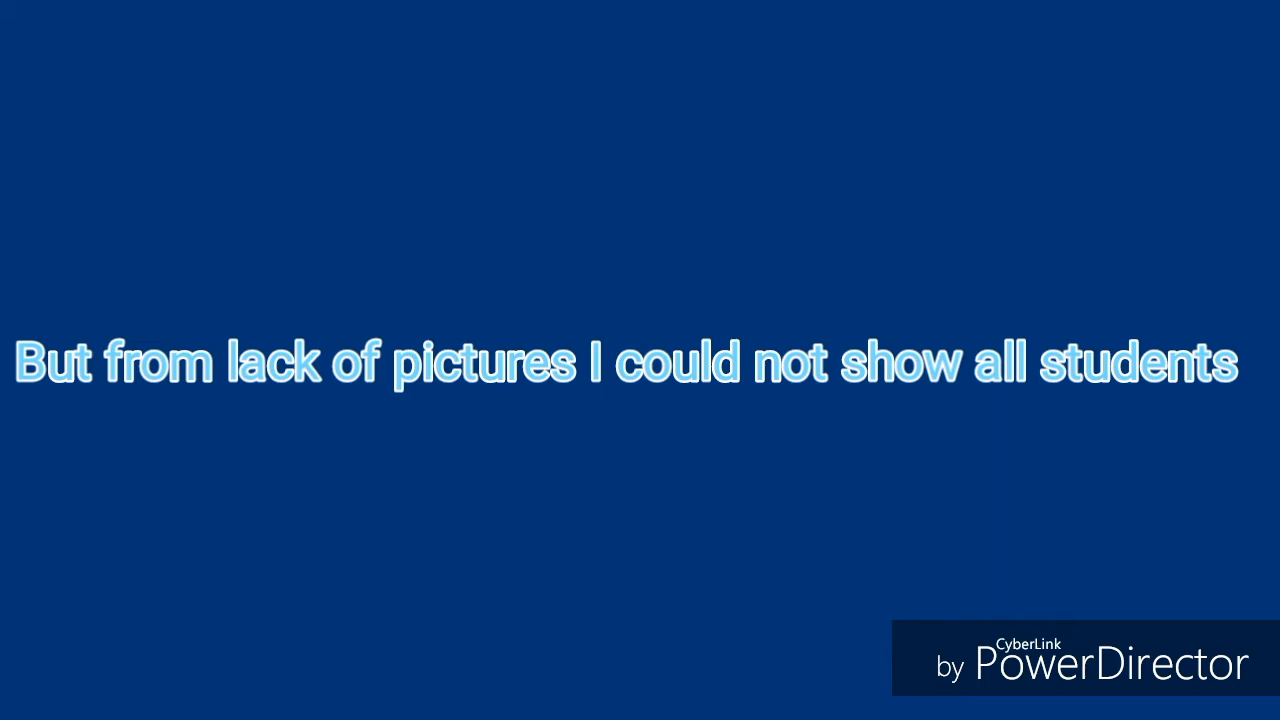 But from lack of pictures I could not show all students
CyberLink
by PowerDirector